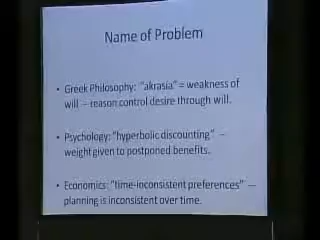 Name of Problem
• Greek Philosophy: "akrasia" = weakness of
will – reason control desire through will.
• Psychology: "hyperbolic discounting" –
weight given to postponed benefits.
• Economics: "time-inconsistent preferences" –
planning is inconsistent over time.